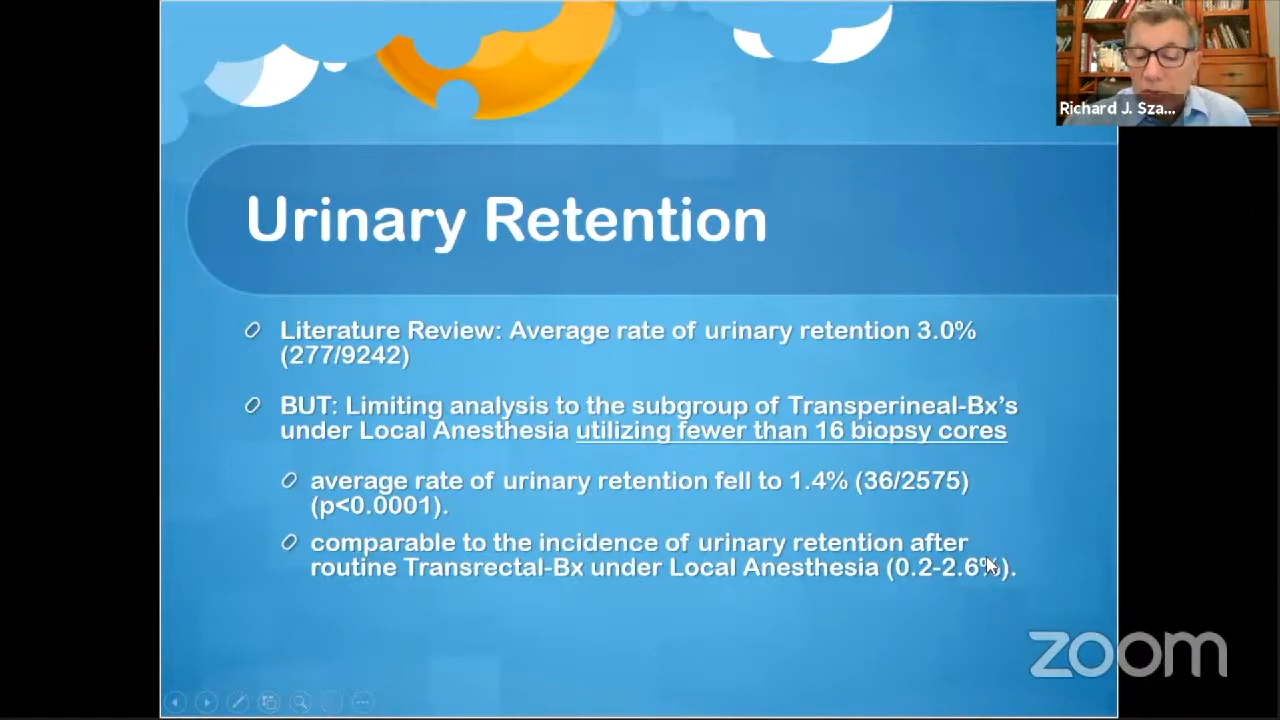 Richard J. Sza...
Urinary Retention
Literature Review: Average rate of urinary retention 3.0%
(277/9242)
BUT: Limiting analysis to the subgroup of Transperineal-Bx’s
under Local Anesthesia utilizing fewer than 16 biopsy cores
average rate of urinary retention fell to 1.4% (36/2575)
(p<0.0001).
comparable to the incidence of urinary retention after
routine Transrectal-Bx under Local Anesthesia (0.2-2.6%).
zoom